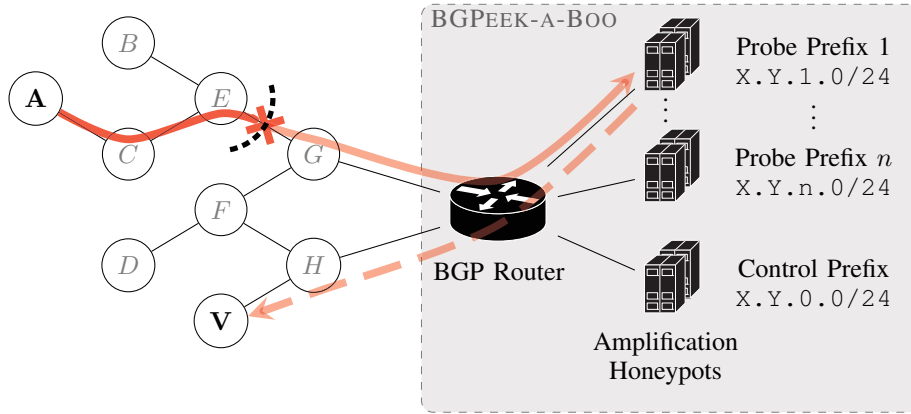 BGPEEK-A-BOO
B
A
E
C
G
F
D
H
V
BGP Router
Probe Prefix 1
X.Y.1.0/24
⋮
⋮
Probe Prefix n
X.Y.n.0/24
Control Prefix
X.Y.0.0/24
Amplification
Honeypots